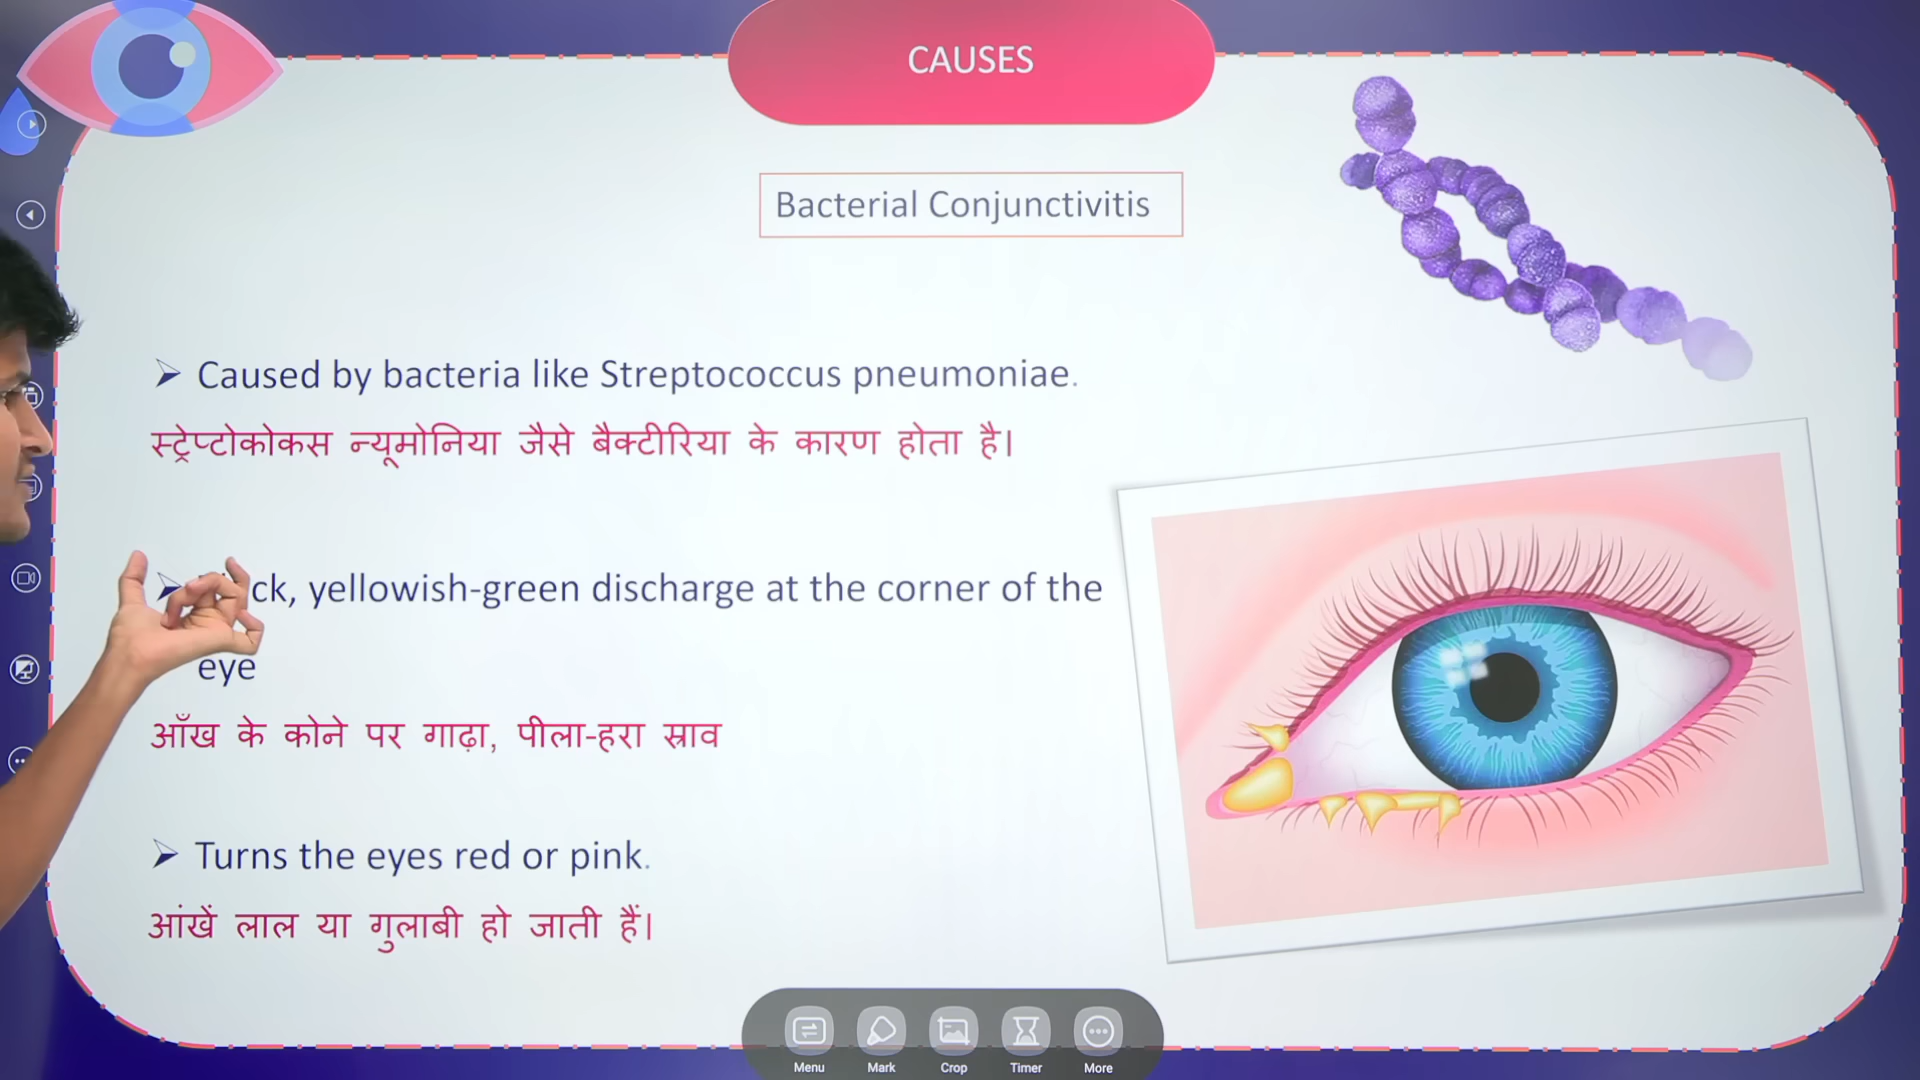 CAUSES
Bacterial Conjunctivitis
➢ Caused by bacteria like Streptococcus pneumoniae.
स्ट्रेप्टोकोकस न्यूमोनिया जैसे बैक्टीरिया के कारण होता है।
➢ yellowish-green discharge at the corner of the
eye
आँख के कोने पर गाढ़ा, पीला-हरा स्राव
➢ Turns the eyes red or pink.
आंखें लाल या गुलाबी हो जाती हैं।
Menu Mark Crop Timer More